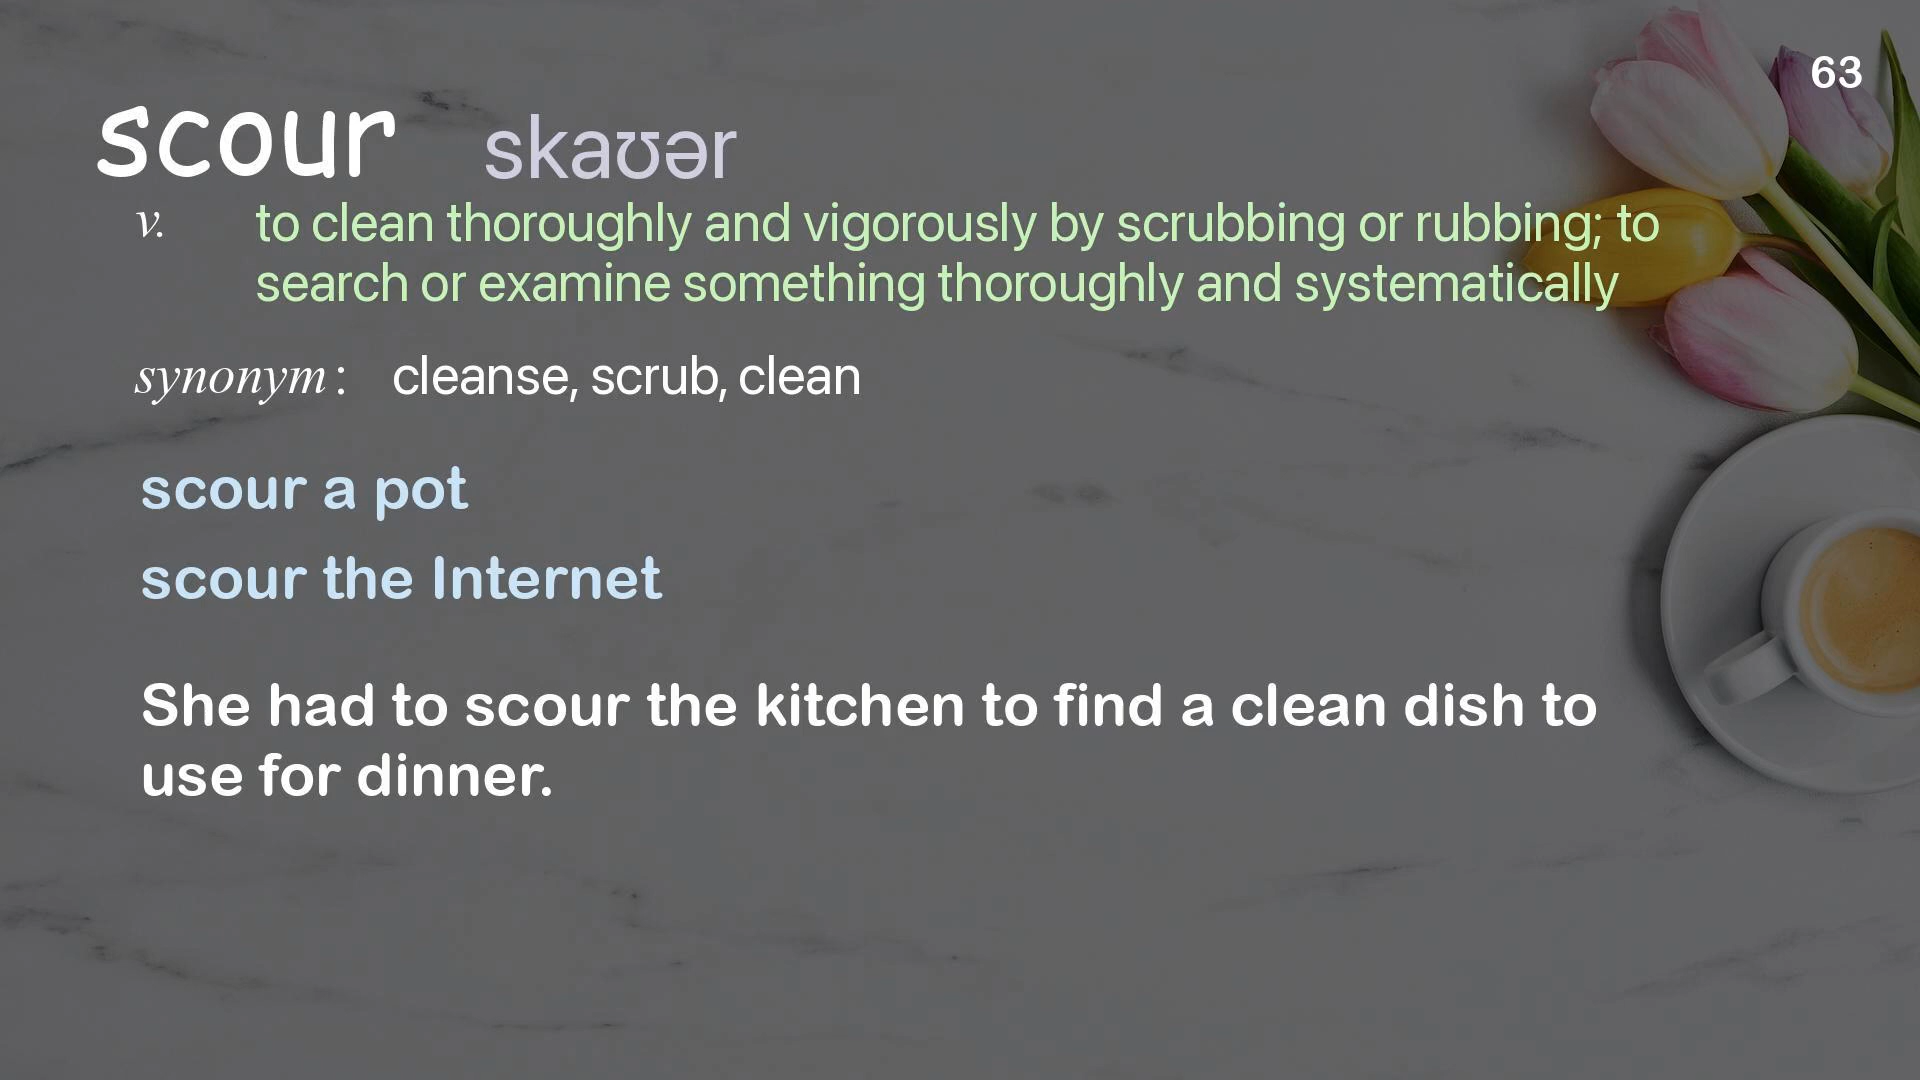 63
scour skaʊər
v. to clean thoroughly and vigorously by scrubbing or rubbing; to
search or examine something thoroughly and systematically
synonym: cleanse, scrub, clean
scour a pot
scour the Internet
She had to scour the kitchen to find a clean dish to
use for dinner.